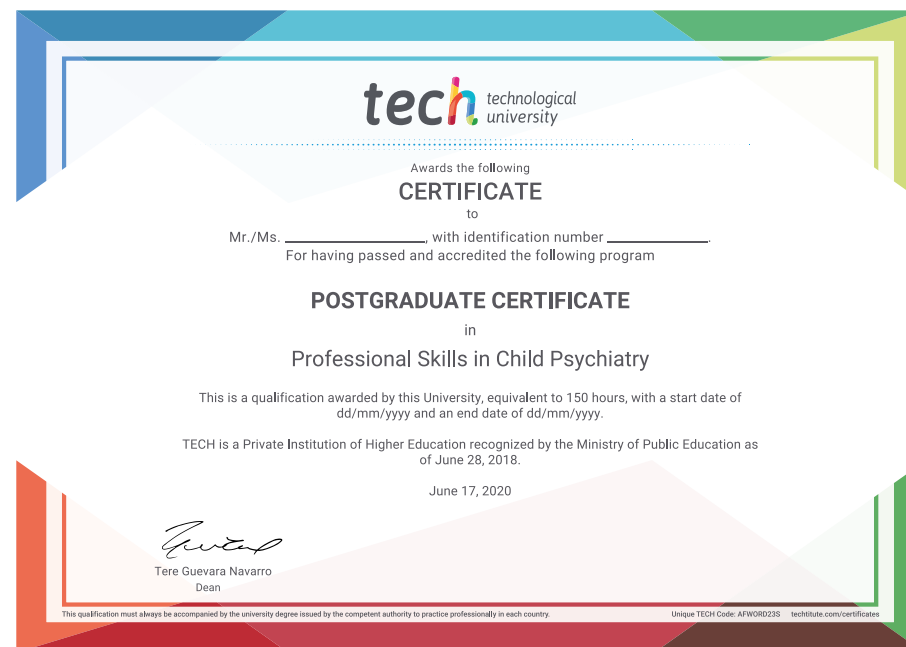 tech technological
university
Awards the following
CERTIFICATE
to
Mr./Ms. ____________________, with identification number ______________.
For having passed and accredited the following program
POSTGRADUATE CERTIFICATE
in
Professional Skills in Child Psychiatry
This is a qualification awarded by this University, equivalent to 150 hours, with a start date of
dd/mm/yyyy and an end date of dd/mm/yyyy.
TECH is a Private Institution of Higher Education recognized by the Ministry of Public Education as
of June 28, 2018.
June 17, 2020
Tere Guevara Navarro
Dean
This qualification must always be accompanied by the university degree issued by the competent authority to practice professionally in each country. Unique TECH Code: AFWORD23S techtitute.com/certificates